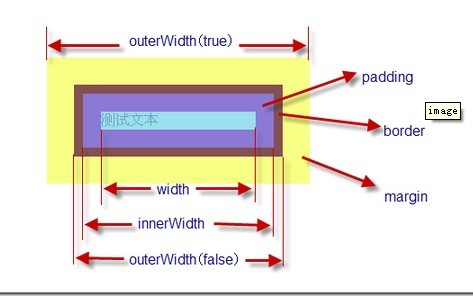 outerWidth(true)
padding
image
测试文本
border
width
margin
innerWidth
outerWidth(false)